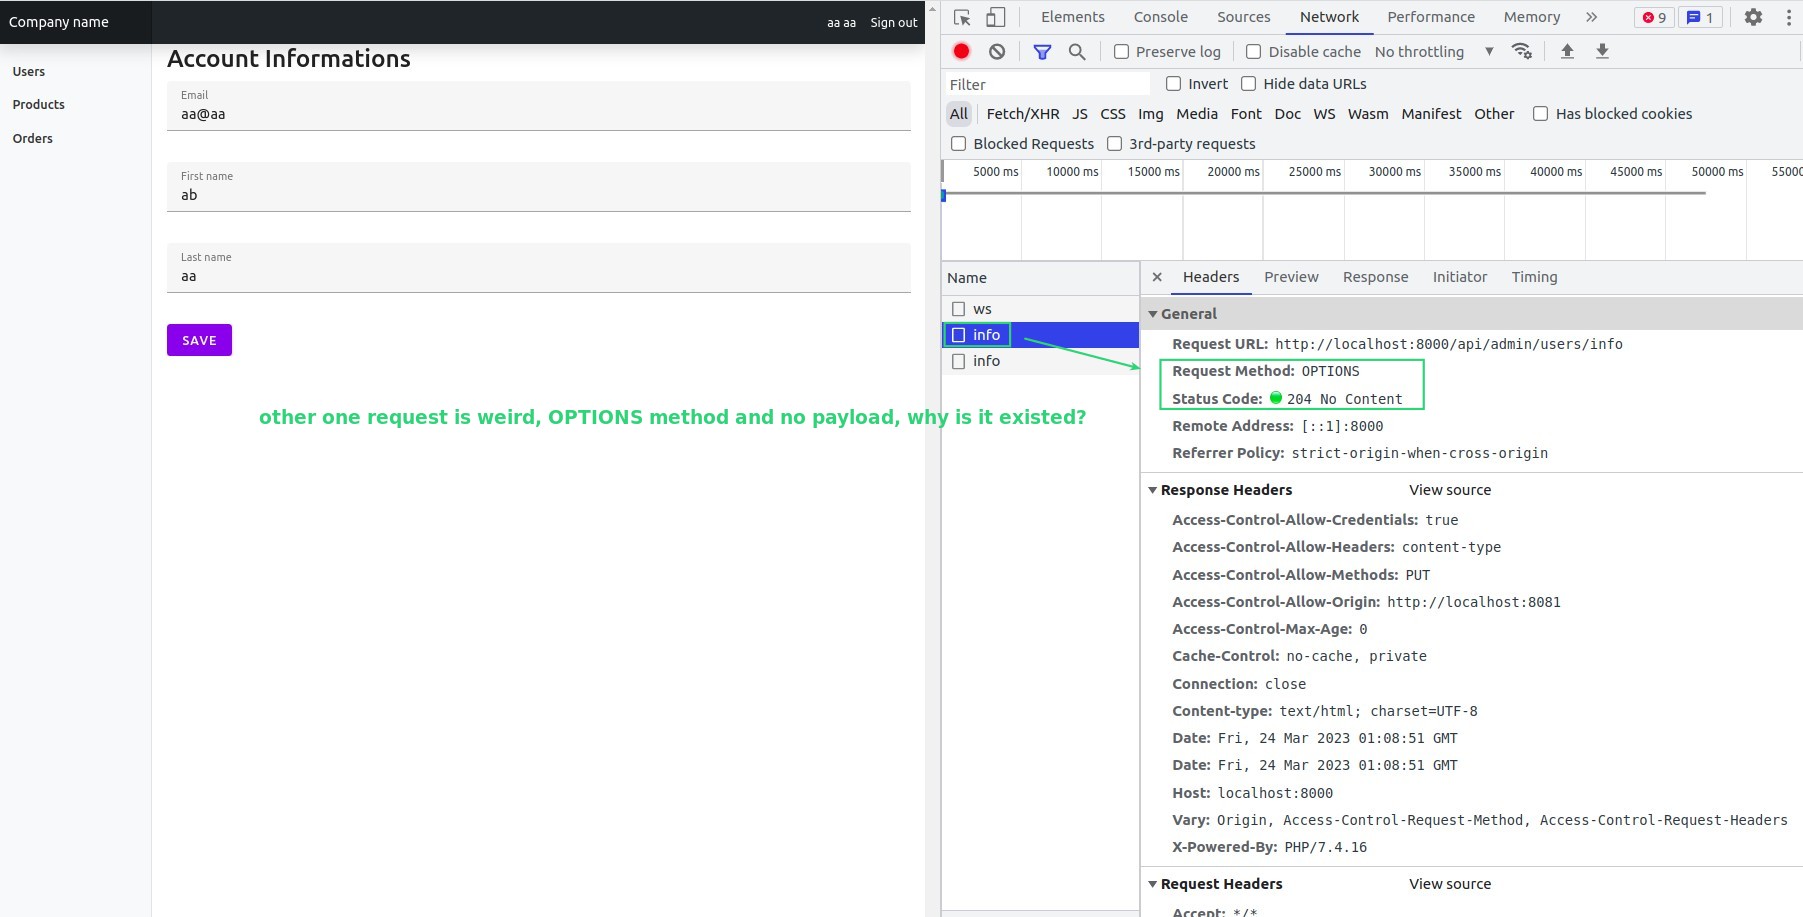 Company name
aa aa Sign out
Users
Products
Orders
Account Informations
Email
aa@aa
First name
ab
Last name
aa
SAVE
other one request is weird, OPTIONS method and no payload, why is it existed?
Elements Console Sources Network Performance Memory 9 1
Preserve log Disable cache No throttling
Filter Invert Hide data URLs
All Fetch/XHR JS CSS Img Media Font Doc WS Wasm Manifest Other Has blocked cookies
Blocked Requests 3rd-party requests
5000 ms 10000 ms 15000 ms 20000 ms 25000 ms 30000 ms 35000 ms 40000 ms 45000 ms 50000 ms 55000
Name
ws
info
info
Headers Preview Response Initiator Timing
General
Request URL: http://localhost:8000/api/admin/users/info
Request Method: OPTIONS
Status Code: 204 No Content
Remote Address: [::1]:8000
Referrer Policy: strict-origin-when-cross-origin
Response Headers View source
Access-Control-Allow-Credentials: true
Access-Control-Allow-Headers: content-type
Access-Control-Allow-Methods: PUT
Access-Control-Allow-Origin: http://localhost:8081
Access-Control-Max-Age: 0
Cache-Control: no-cache, private
Connection: close
Content-type: text/html; charset=UTF-8
Date: Fri, 24 Mar 2023 01:08:51 GMT
Date: Fri, 24 Mar 2023 01:08:51 GMT
Host: localhost:8000
Vary: Origin, Access-Control-Request-Method, Access-Control-Request-Headers
X-Powered-By: PHP/7.4.16
Request Headers View source
Accept: */*